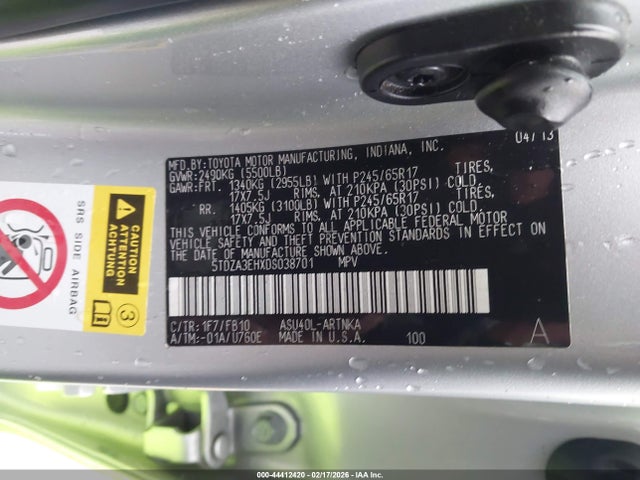 MFD.BY:TOYOTA MOTOR MANUFACTURING, INDIANA, INC. 04/13
GVWR:2490KG (5500LB)
GAWR:FRT. 1340KG (2955LB) WITH P245/65R17 TIRES,
17X7.5J RIMS, AT 210KPA (30PSI) COLD.
RR. 1405KG (3100LB) WITH P245/65R17 TIRES,
17X7.5J RIMS, AT 210KPA (30PSI) COLD.
THIS VEHICLE CONFORMS TO ALL APPLICABLE FEDERAL MOTOR
VEHICLE SAFETY AND THEFT PREVENTION STANDARDS IN EFFECT ON
THE DATE OF MANUFACTURE SHOWN ABOVE.
5TDZA3EHXDS038701 MPV
C/TR:1F7/FB10 ASU40L-ARTNKA
A/TM:-01A/U760E MADE IN U.S.A. 100 A
CAUTION
ATTENTION
ACHTUNG
SRS SIDE AIRBAG
3
000-44412420 - 02/17/2026 - IAAI